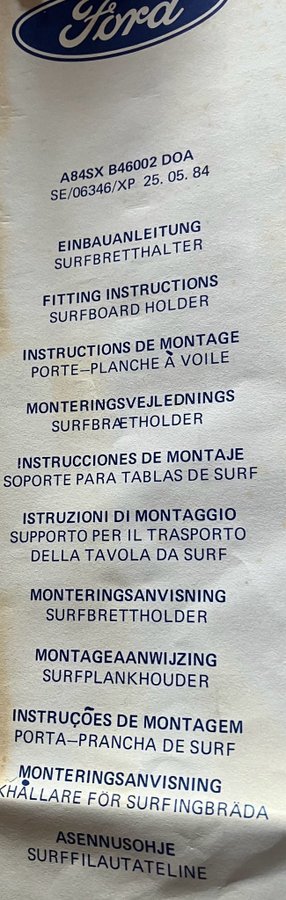 Ford
A84SX B46002 DOA
SE/06346/XP 25. 05. 84
EINBAUANLEITUNG
SURFBRETTHALTER
FITTING INSTRUCTIONS
SURFBOARD HOLDER
INSTRUCTIONS DE MONTAGE
PORTE—PLANCHE À VOILE
MONTERINGSVEJLEDNINGS
SURFBRÆTHOLDER
INSTRUCCIONES DE MONTAJE
SOPORTE PARA TABLAS DE SURF
ISTRUZIONI DI MONTAGGIO
SUPPORTO PER IL TRASPORTO
DELLA TAVOLA DA SURF
MONTERINGSANVISNING
SURFBRETTHOLDER
MONTAGEAANWIJZING
SURFPLANKHOUDER
INSTRUÇÕES DE MONTAGEM
PORTA—PRANCHA DE SURF
MONTERINGSANVISNING
KHÅLLARE FÖR SURFINGBRÄDA
ASENNUSOHJE
SURFFILAUTATELINE